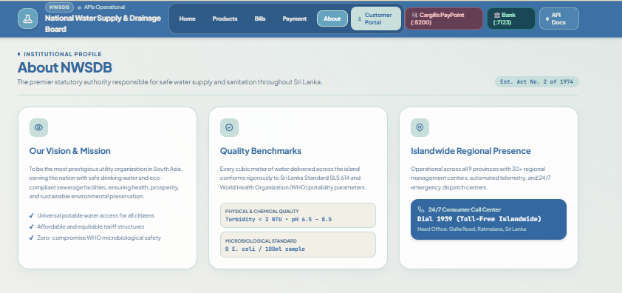 NWSDB • APIs Operational
National Water Supply & Drainage
Board
Home Products Bills Payment About
Customer
Portal
CargillsPayPoint
(:8200)
Bank
(:7123)
API
Docs
INSTITUTIONAL PROFILE
About NWSDB
The premier statutory authority responsible for safe water supply and sanitation throughout Sri Lanka.
Est. Act No. 2 of 1974
Our Vision & Mission
To be the most prestigious utility organization in South Asia,
serving the nation with safe drinking water and eco-
compliant sewerage facilities, ensuring health, prosperity,
and sustainable environmental preservation.
✓ Universal potable water access for all citizens
✓ Affordable and equitable tariff structures
✓ Zero-compromise WHO microbiological safety
Quality Benchmarks
Every cubic meter of water delivered across the island
conforms rigorously to Sri Lanka Standard SLS 614 and
World Health Organization (WHO) potability parameters.
PHYSICAL & CHEMICAL QUALITY
Turbidity < 2 NTU · pH 6.5 - 8.5
MICROBIOLOGICAL STANDARD
0 E. coli / 100ml sample
Islandwide Regional Presence
Operational across all 9 provinces with 30+ regional
management centers, automated telemetry, and 24/7
emergency dispatch centers.
24/7 Consumer Call Center
Dial 1939 (Toll-Free Islandwide)
Head Office: Galle Road, Ratmalana, Sri Lanka